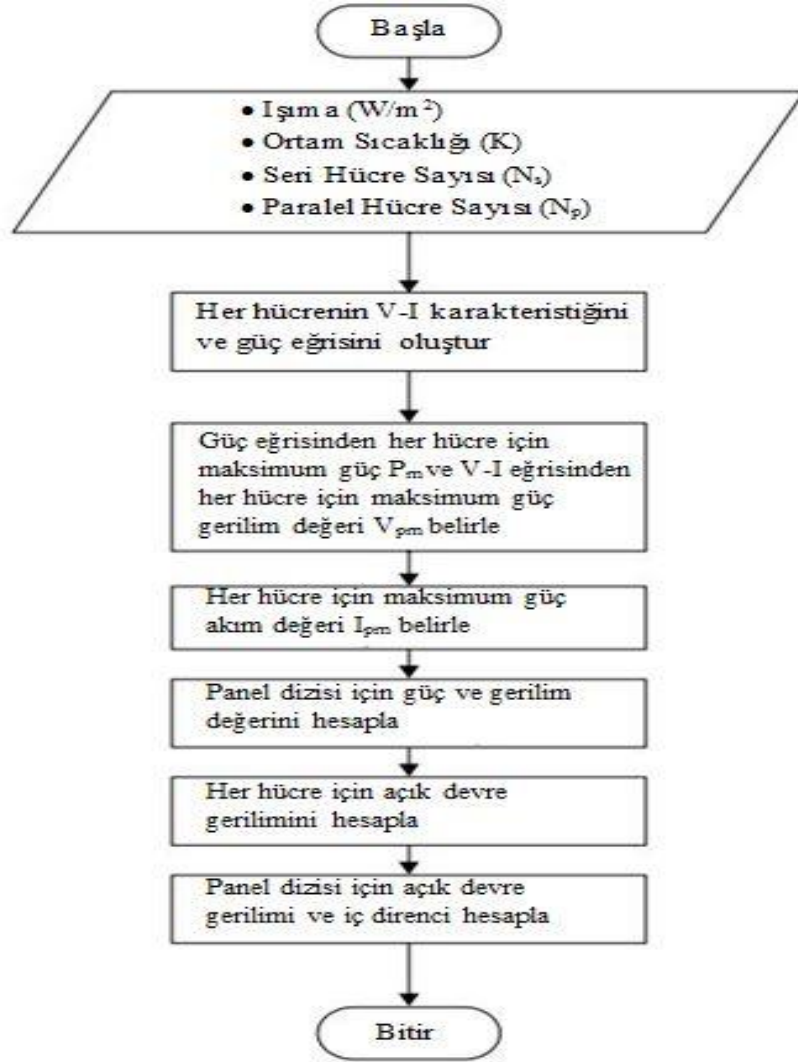 Başla
• Işıma (W/m²)
• Ortam Sıcaklığı (K)
• Seri Hücre Sayısı (Nₛ)
• Paralel Hücre Sayısı (Nₚ)
Her hücrenin V-I karakteristiğini
ve güç eğrisini oluştur
Güç eğrisinden her hücre için
maksimum güç Pₘ ve V-I eğrisinden
her hücre için maksimum güç
gerilim değeri Vₚₘ belirle
Her hücre için maksimum güç
akım değeri Iₚₘ belirle
Panel dizisi için güç ve gerilim
değerini hesapla
Her hücre için açık devre
gerilimini hesapla
Panel dizisi için açık devre
gerilimi ve iç direnci hesapla
Bitir